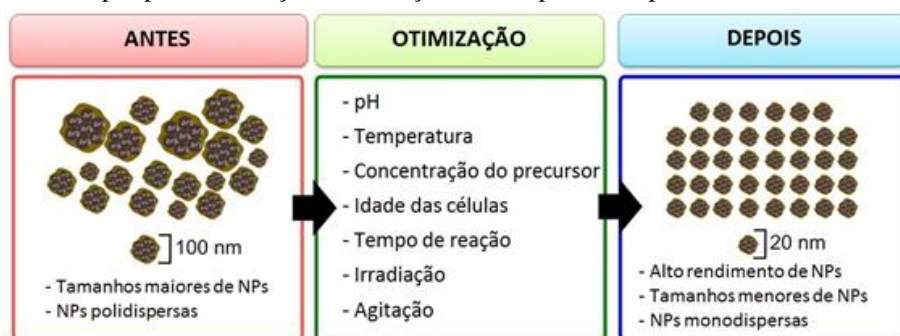 ANTES
100 nm
- Tamanhos maiores de NPs
- NPs polidispersas
OTIMIZAÇÃO
- pH
- Temperatura
- Concentração do precursor
- Idade das células
- Tempo de reação
- Irradiação
- Agitação
DEPOIS
20 nm
- Alto rendimento de NPs
- Tamanhos menores de NPs
- NPs monodispersas